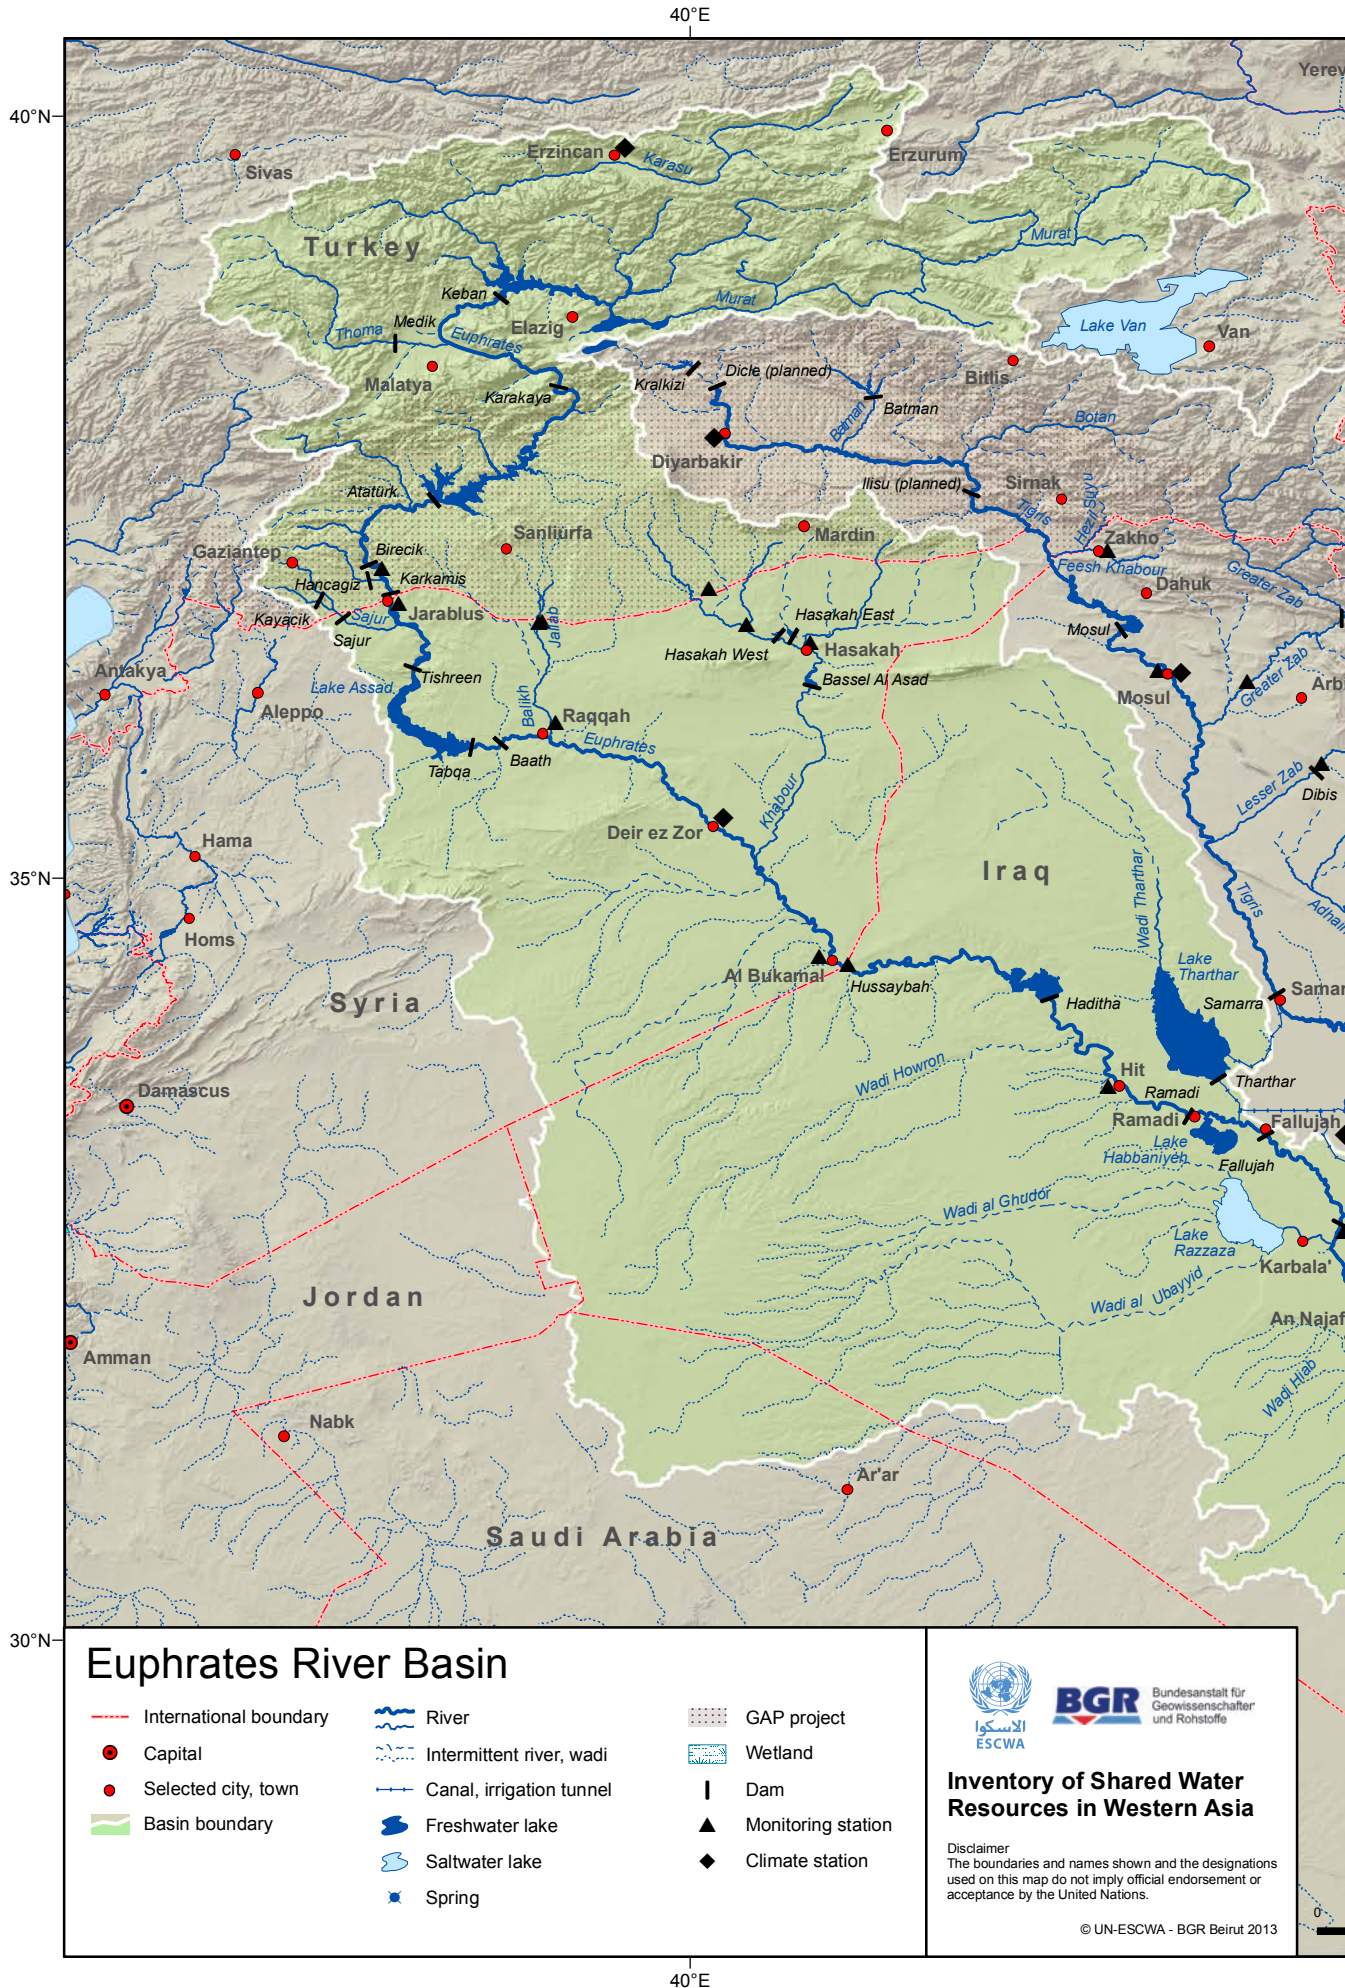 40°E
Yerev
40°N
Erzincan
Karasu
Erzurum
Sivas
Turkey
Murat
Keban
Murat
Medik
Thoma
Euphrates
Elazig
Lake Van
Van
Malatya
Karakaya
Kralkizi
Dicle (planned)
Bitlis
Batman
Batman
Botan
Diyarbakir
Ilisu (planned)
Sirnak
Atatürk
Tigris
Hezil Suyu
Sanliurfa
Mardin
Zakho
Gaziantep
Birecik
Feesh Khabour
Greater Zab
Hancagiz
Karkamis
Dahuk
Kayacik
Sajur
Jarablus
Jallab
Hasakah East
Sajur
Mosul
Hasakah West
Hasakah
Antakya
Tishreen
Bassel Al Asad
Greater Zab
Lake Assad
Mosul
Arb
Aleppo
Balikh
Raqqah
Euphrates
Tabqa
Baath
Lesser Zab
Dibis
Khabour
Deir ez Zor
Hama
Iraq
35°N
Wadi Tharthar
Tigris
Adhaim
Homs
Lake
Tharthar
Al Bukamal
Hussaybah
Samarra
Samar
Syria
Haditha
Wadi Howron
Hit
Tharthar
Damascus
Ramadi
Ramadi
Fallujah
Lake
Habbaniyeh
Fallujah
Wadi al Ghudor
Lake
Razzaza
Karbala'
Jordan
Wadi al Ubayyid
An Najaf
Amman
Wadi Hiab
Nabk
Ar'ar
Saudi Arabia
30°N
Euphrates River Basin
International boundary
Capital
Selected city, town
Basin boundary
River
Intermittent river, wadi
Canal, irrigation tunnel
Freshwater lake
Saltwater lake
Spring
GAP project
Wetland
Dam
Monitoring station
Climate station
الاسكوا
ESCWA
BGR
Bundesanstalt für
Geowissenschaften
und Rohstoffe
Inventory of Shared Water
Resources in Western Asia
Disclaimer
The boundaries and names shown and the designations
used on this map do not imply official endorsement or
acceptance by the United Nations.
© UN-ESCWA - BGR Beirut 2013
0
40°E